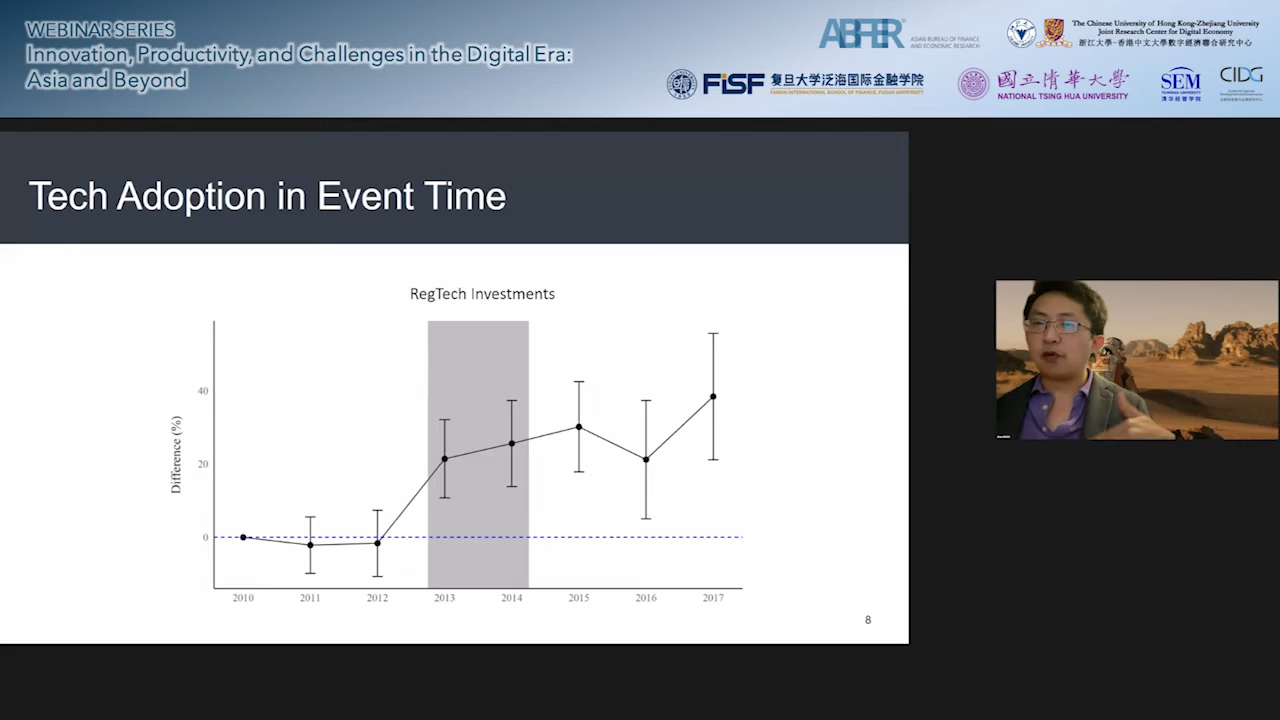 WEBINAR SERIES
Innovation, Productivity, and Challenges in the Digital Era:
Asia and Beyond
ABFER
ASIAN BUREAU OF FINANCE
AND ECONOMIC RESEARCH
The Chinese University of Hong Kong-Zhejiang University
Joint Research Center for Digital Economy
浙江大學-香港中文大學數字經濟聯合研究中心
FISF 复旦大学泛海国际金融学院
FANHAI INTERNATIONAL SCHOOL OF FINANCE, FUDAN UNIVERSITY
國立清華大學
NATIONAL TSING HUA UNIVERSITY
SEM
TSINGHUA UNIVERSITY
清华经管学院
CIDG
Tech Adoption in Event Time
RegTech Investments
Difference (%)
40
20
0
2010 2011 2012 2013 2014 2015 2016 2017
8